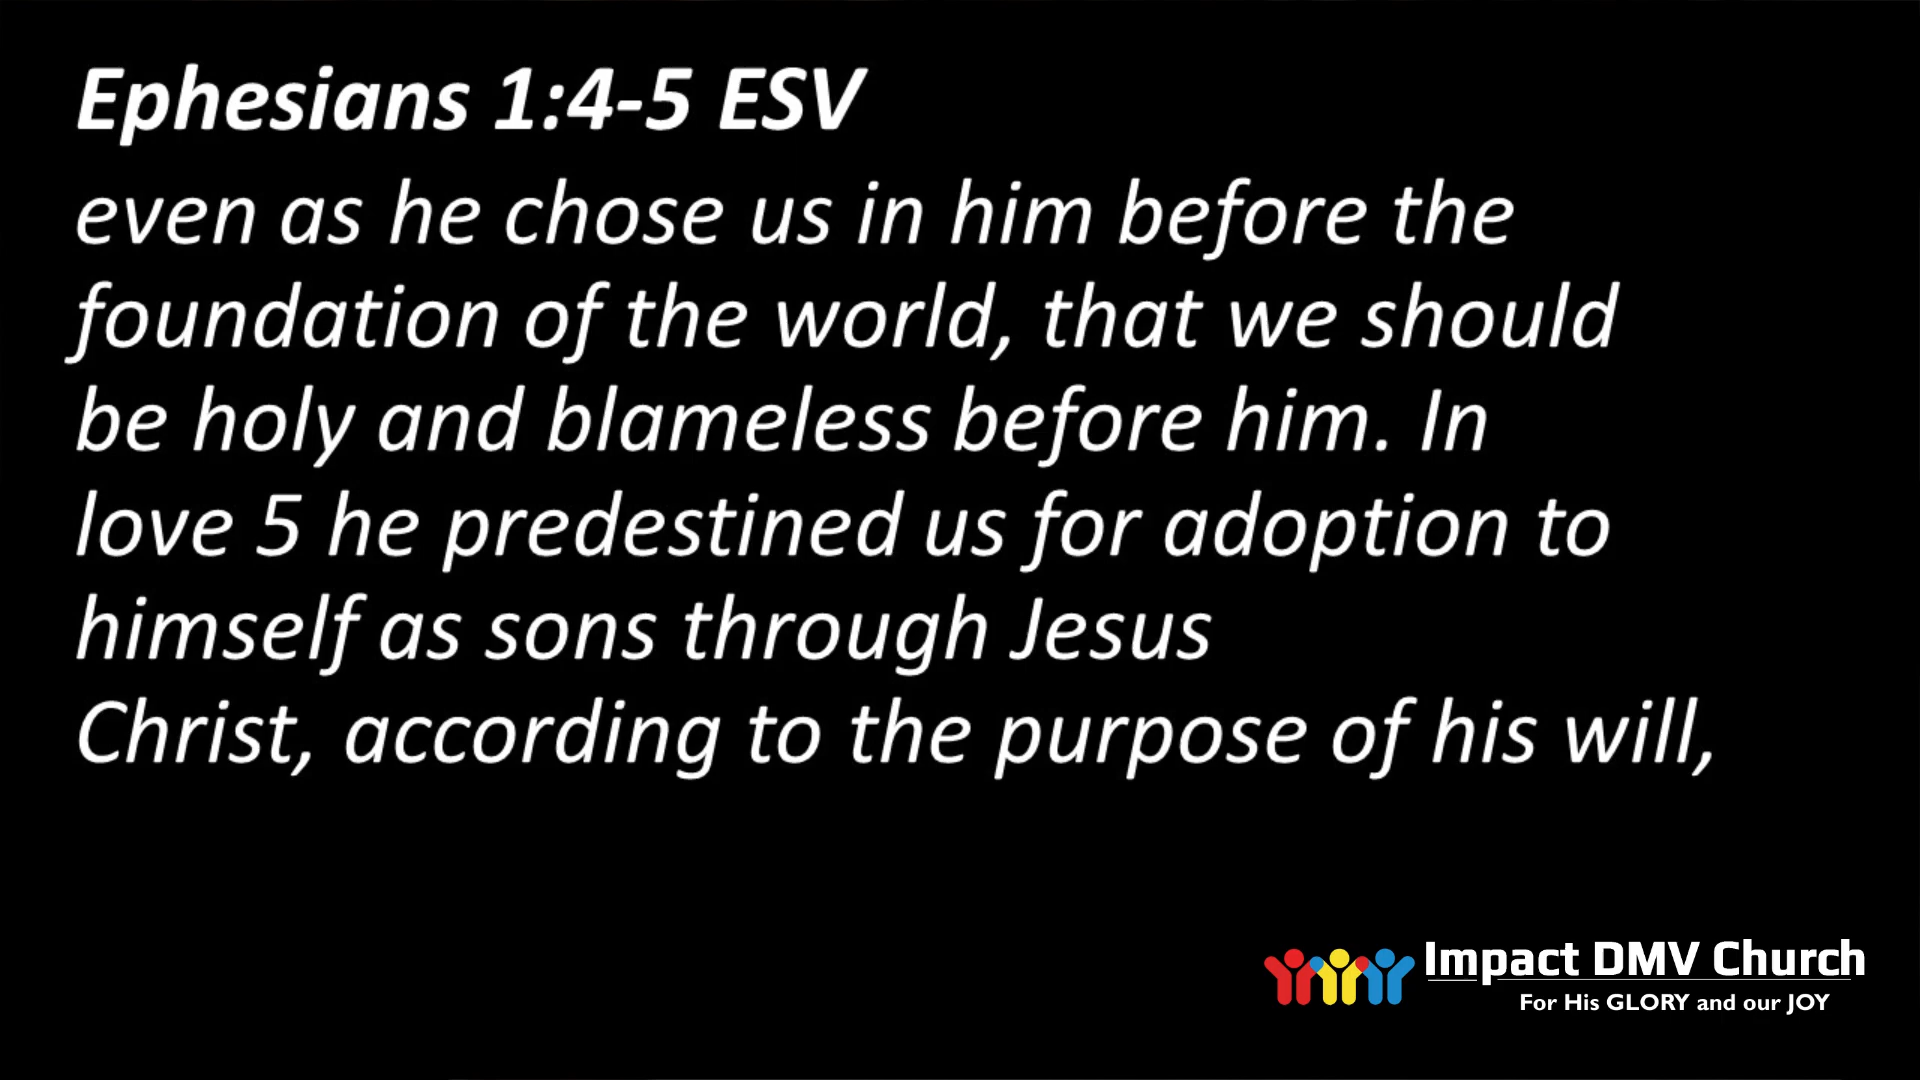 Ephesians 1:4-5 ESV
even as he chose us in him before the
foundation of the world, that we should
be holy and blameless before him. In
love 5 he predestined us for adoption to
himself as sons through Jesus
Christ, according to the purpose of his will,
Impact DMV Church
For His GLORY and our JOY